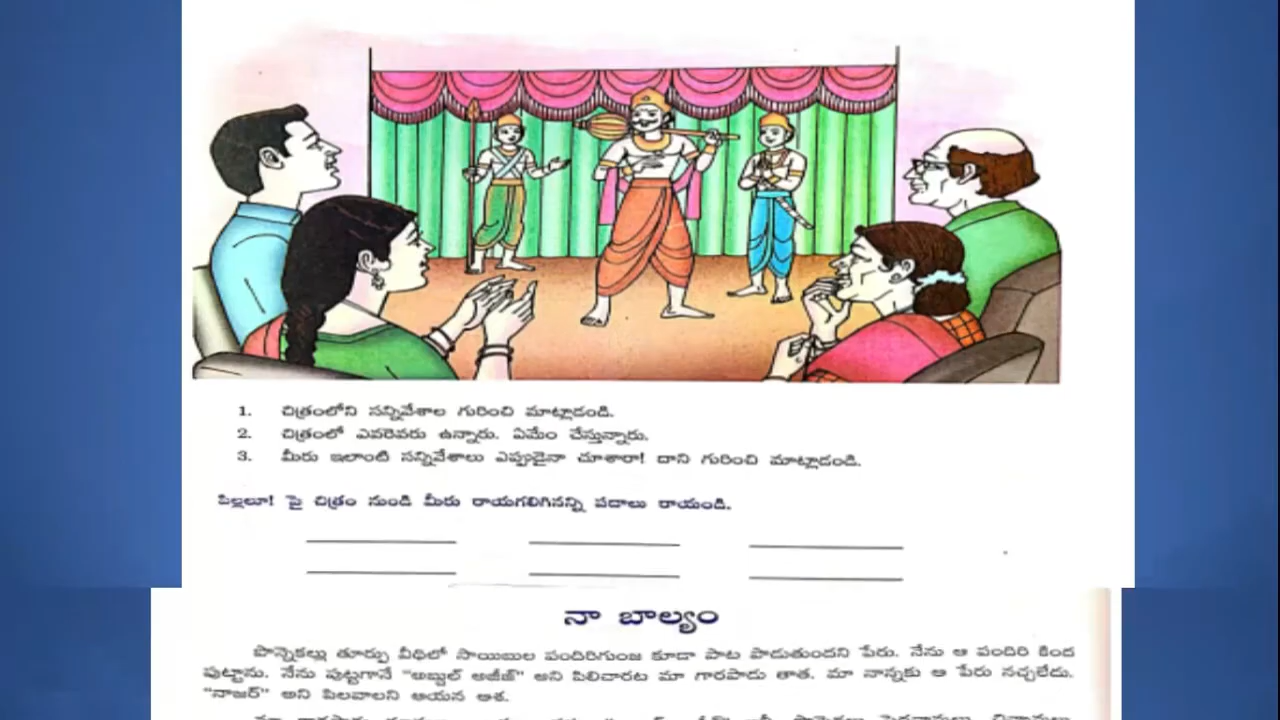 1. చిత్రంలోని సన్నివేశాల గురించి మాట్లాడండి.
2. చిత్రంలో ఎవరెవరు ఉన్నారు. ఏమేం చేస్తున్నారు.
3. మీరు ఇలాంటి సన్నివేశాలు ఎప్పుడైనా చూశారా! దాని గురించి మాట్లాడండి.
పిల్లలూ! పై చిత్రం నుండి మీరు రాయగలిగినన్ని పదాలు రాయండి.
నా బాల్యం
పొన్నెకల్లు తూర్పు వీథిలో సాయిబుల పందిరిగుంజ కూడా పాట పాడుతుందని పేరు. నేను ఆ పందిరి కింద
పుట్టాను. నేను పుట్టగానే "అబ్దుల్ అజీజ్" అని పిలిచారట మా గారపాడు తాత. మా నాన్నకు ఆ పేరు నచ్చలేదు.
"నాజర్" అని పిలవాలని ఆయన ఆశ.